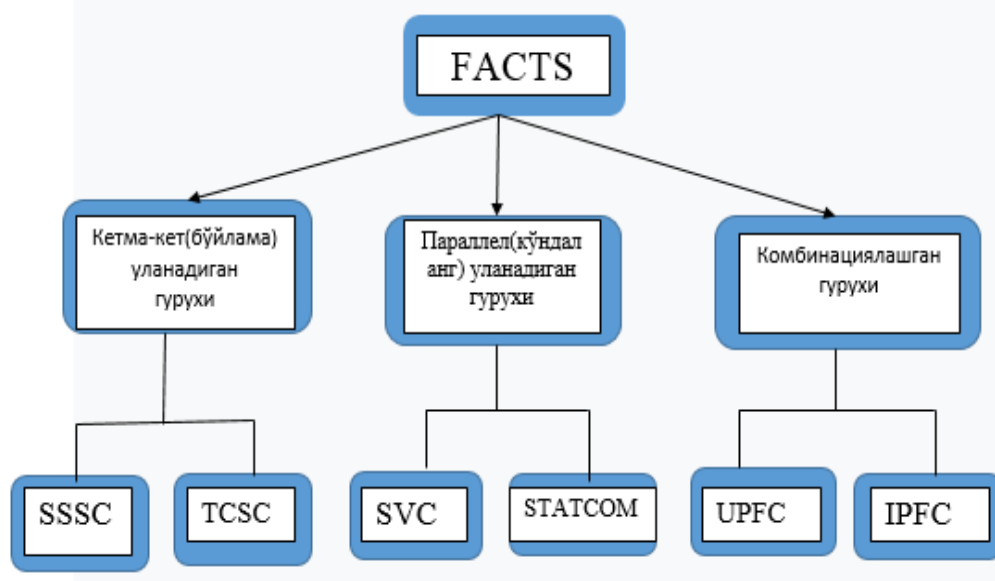 FACTS
Кетма-кет(бўйлама)
уланадиган
гурухи
Параллел(кўндал
анг) уланадиган
гурухи
Комбинациялашган
гурухи
SSSC
TCSC
SVC
STATCOM
UPFC
IPFC